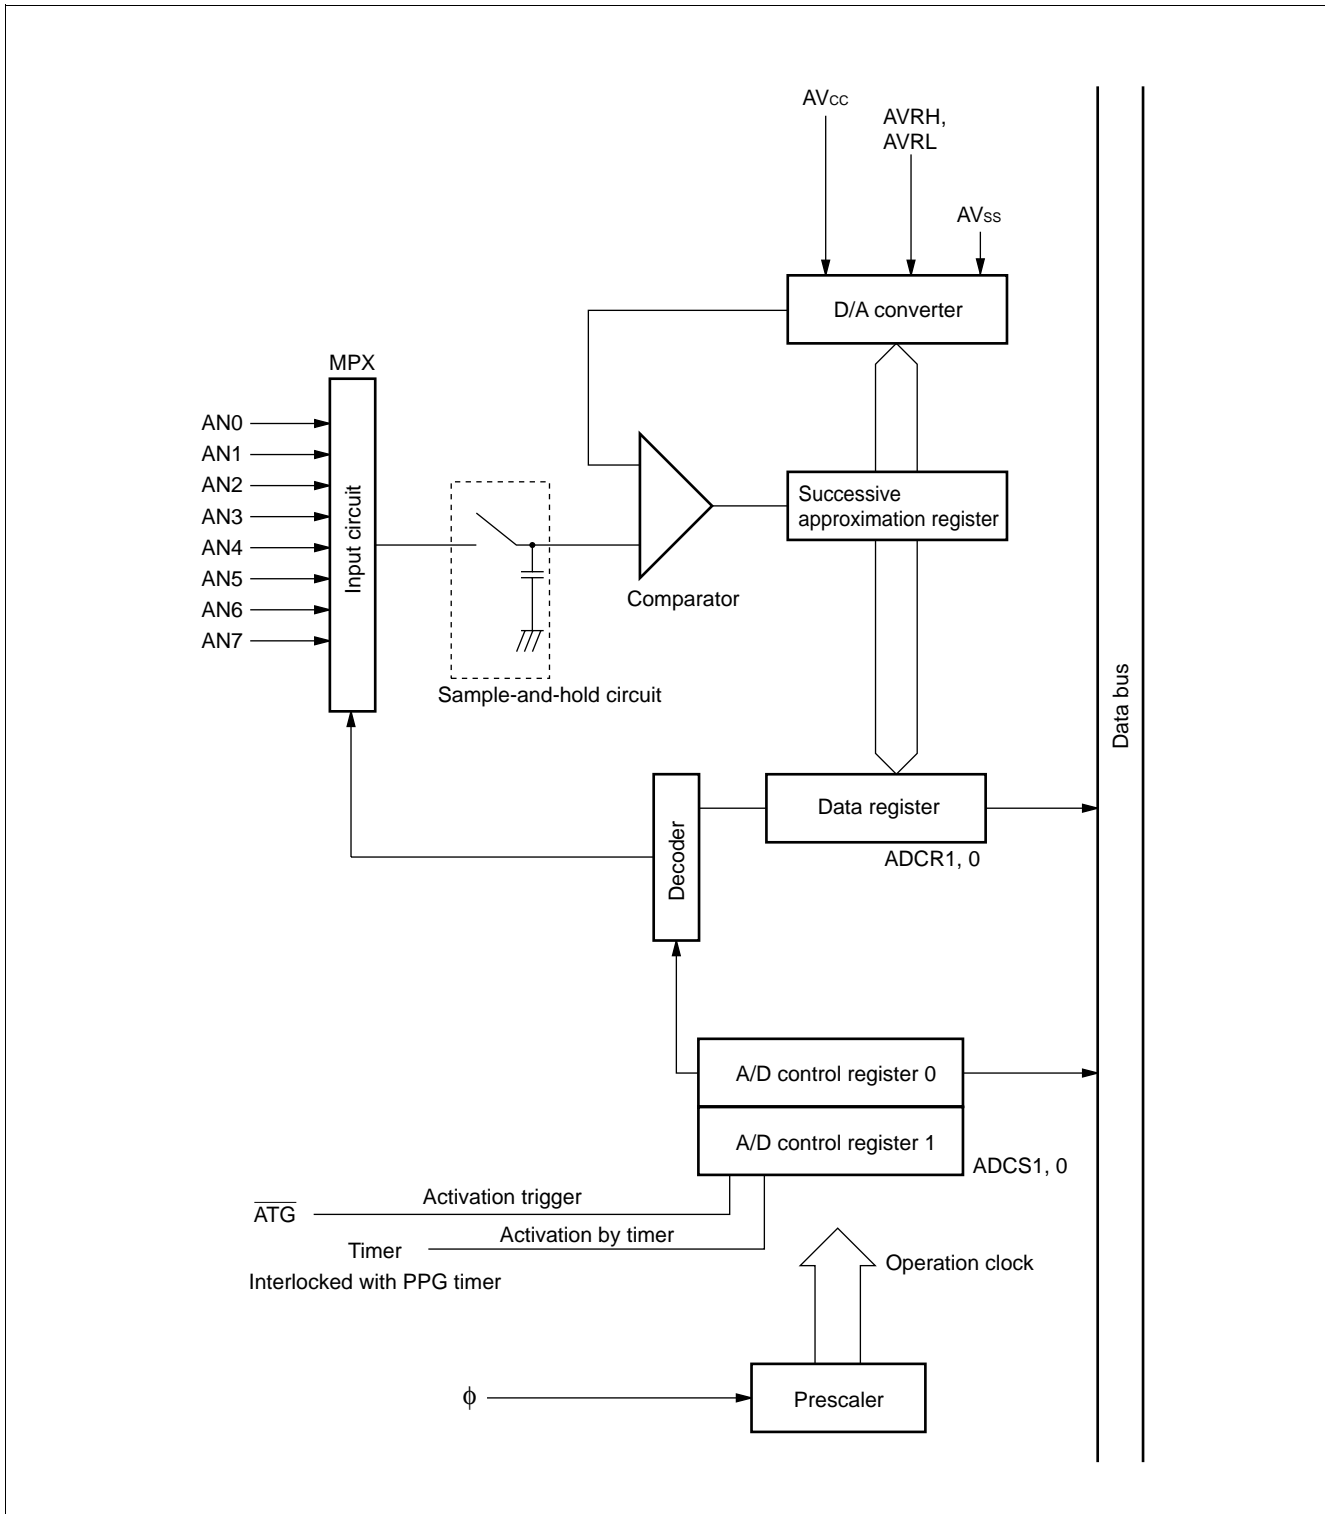 AVCC
AVRH,
AVRL
AVSS
D/A converter
MPX
AN0
AN1
AN2
AN3
AN4
AN5
AN6
AN7
Input circuit
Successive
approximation register
Comparator
Sample-and-hold circuit
Data bus
Data register
ADCR1, 0
Decoder
A/D control register 0
A/D control register 1
ADCS1, 0
Activation trigger
ATG
Activation by timer
Timer
Interlocked with PPG timer
Operation clock
ϕ
Prescaler